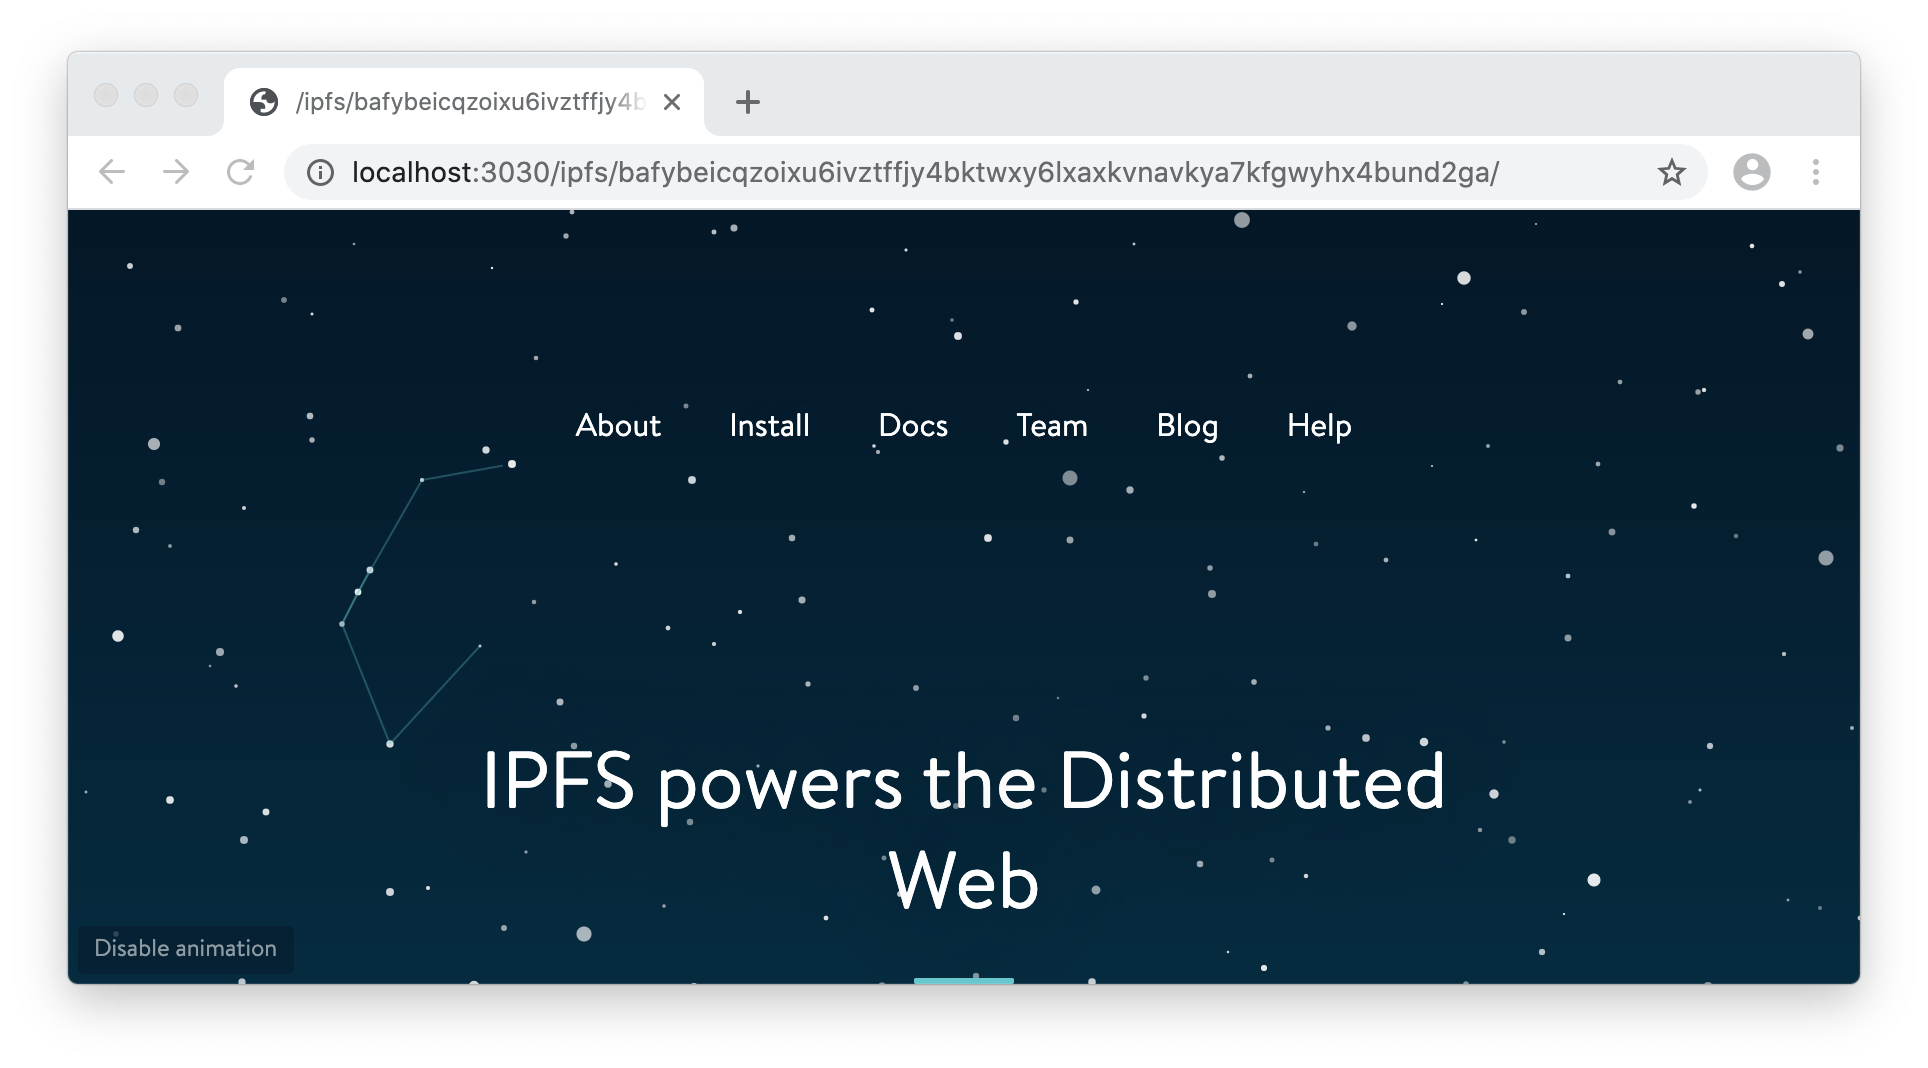 /ipfs/bafybeicqzoixu6ivztffjy4b
localhost:3030/ipfs/bafybeicqzoixu6ivztffjy4bktwxy6lxaxkvnavkya7kfgwyhx4bund2ga/
About Install Docs Team Blog Help
IPFS powers the Distributed
Web
Disable animation